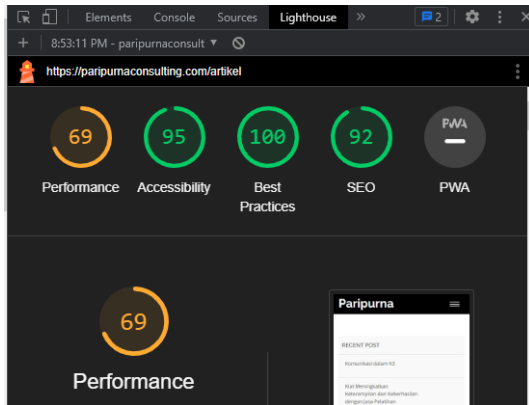 Elements Console Sources Lighthouse » 2
+ 8:53:11 PM - paripurnaconsult ▼
https://paripurnaconsulting.com/artikel
69 95 100 92 PWA
Performance Accessibility Best Practices SEO PWA
69
Performance
Paripurna
RECENT POST
Komunikasi dalam K3
Kiat Meningkatkan
Keterampilan dan Keberhasilan
dengan Jasa Pelatihan